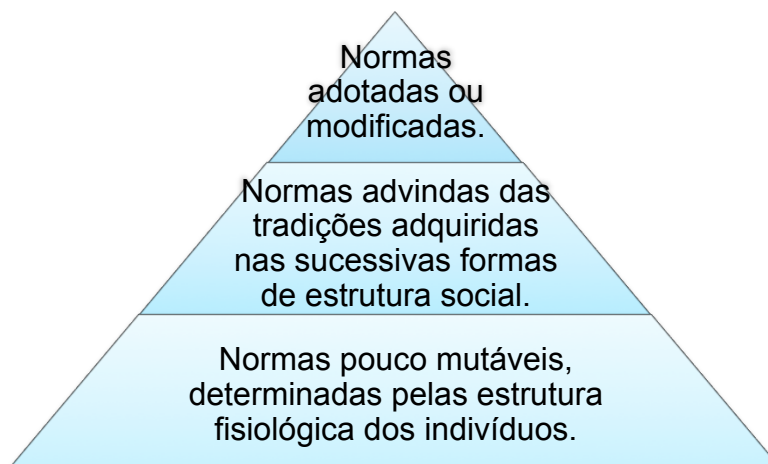 Normas
adotadas ou
modificadas.
Normas advindas das
tradições adquiridas
nas sucessivas formas
de estrutura social.
Normas pouco mutáveis,
determinadas pelas estrutura
fisiológica dos indivíduos.